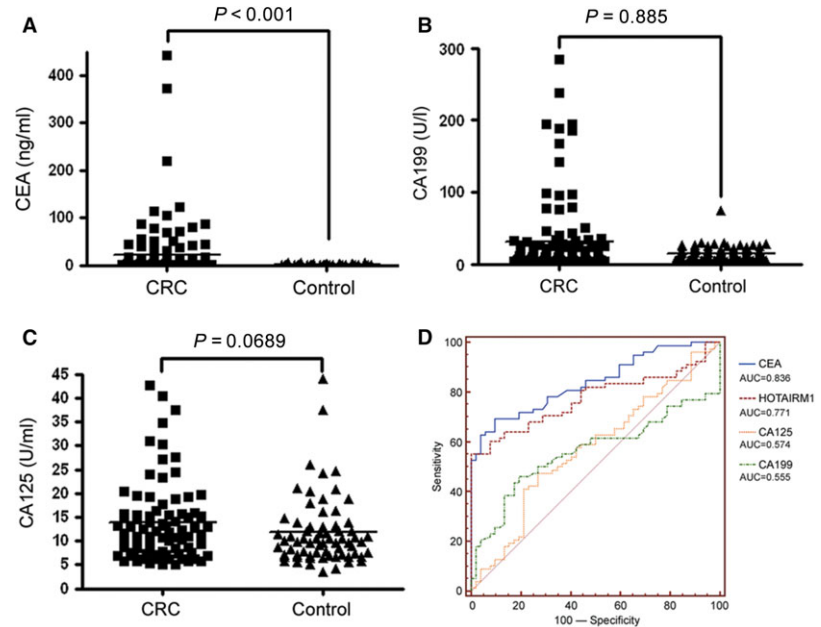 A
P < 0.001
CEA (ng/ml)
400
300
200
100
0
CRC
Control
B
P = 0.885
CA199 (U/l)
300
200
100
0
CRC
Control
C
P = 0.0689
CA125 (U/ml)
45
40
35
30
25
20
15
10
5
0
CRC
Control
D
Sensitivity
100
80
60
40
20
0
0 20 40 60 80 100
100 — Specificity
CEA
AUC=0.836
HOTAIRM1
AUC=0.771
CA125
AUC=0.574
CA199
AUC=0.555